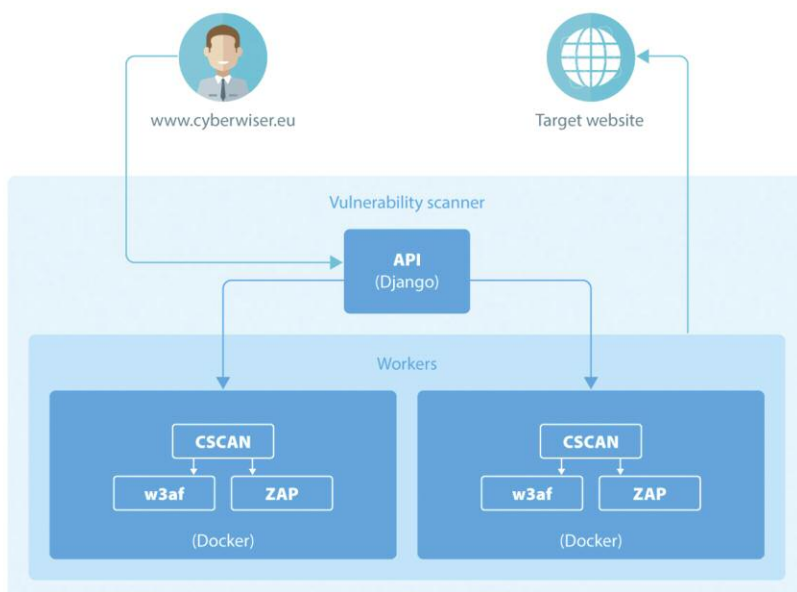 www.cyberwiser.eu
Target website
Vulnerability scanner
API
(Django)
Workers
CSCAN
w3af
ZAP
(Docker)
CSCAN
w3af
ZAP
(Docker)